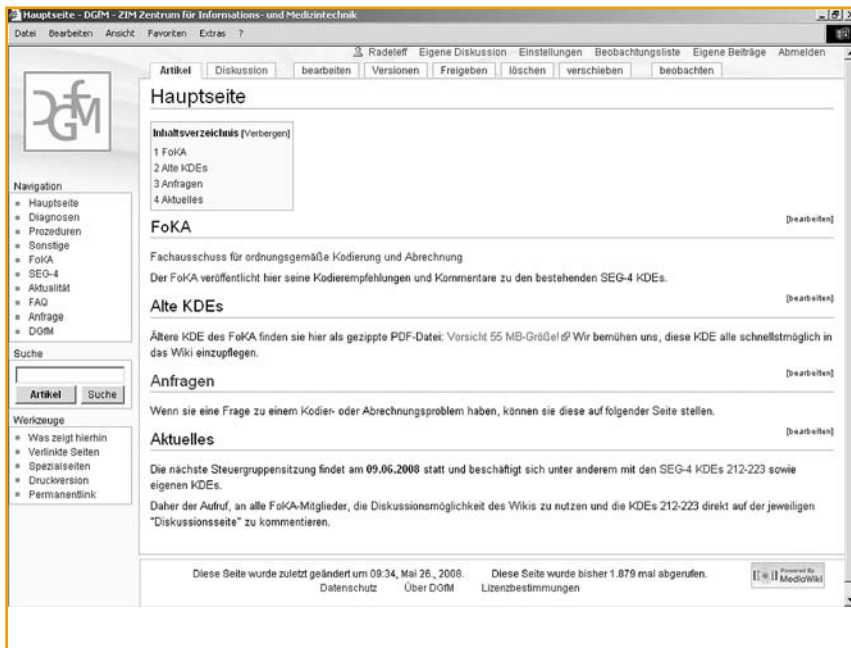 Hauptseite - DGfM - ZIM Zentrum für Informations- und Medizintechnik
Datei Bearbeiten Ansicht Favoriten Extras ?
Radeleff Eigene Diskussion Einstellungen Beobachtungsliste Eigene Beiträge Abmelden
Artikel Diskussion bearbeiten Versionen Freigeben löschen verschieben beobachten
DGfM
Hauptseite
Inhaltsverzeichnis [Verbergen]
1 FoKA
2 Alte KDEs
3 Anfragen
4 Aktuelles
Navigation
Hauptseite
Diagnosen
Prozeduren
Sonstige
FoKA
SEG-4
Aktualität
FAQ
Anfrage
DGfM
Suche
Artikel Suche
Werkzeuge
Was zeigt hierhin
Verlinkte Seiten
Spezialseiten
Druckversion
Permanentlink
FoKA [bearbeiten]
Fachausschuss für ordnungsgemäße Kodierung und Abrechnung
Der FoKA veröffentlicht hier seine Kodierempfehlungen und Kommentare zu den bestehenden SEG-4 KDEs.
Alte KDEs [bearbeiten]
Ältere KDE des FoKA finden sie hier als gezippte PDF-Datei: Vorsicht 55 MB-Größe! Wir bemühen uns, diese KDE alle schnellstmöglich in
das Wiki einzupflegen.
Anfragen [bearbeiten]
Wenn sie eine Frage zu einem Kodier- oder Abrechnungsproblem haben, können sie diese auf folgender Seite stellen.
Aktuelles [bearbeiten]
Die nächste Steuergruppensitzung findet am 09.06.2008 statt und beschäftigt sich unter anderem mit den SEG-4 KDEs 212-223 sowie
eigenen KDEs.
Daher der Aufruf, an alle FoKA-Mitglieder, die Diskussionsmöglichkeit des Wikis zu nutzen und die KDEs 212-223 direkt auf der jeweiligen
"Diskussionsseite" zu kommentieren.
Diese Seite wurde zuletzt geändert um 09:34, Mai 26., 2008. Diese Seite wurde bisher 1.879 mal abgerufen.
Datenschutz Über DGfM Lizenzbestimmungen
Powered By
MediaWiki